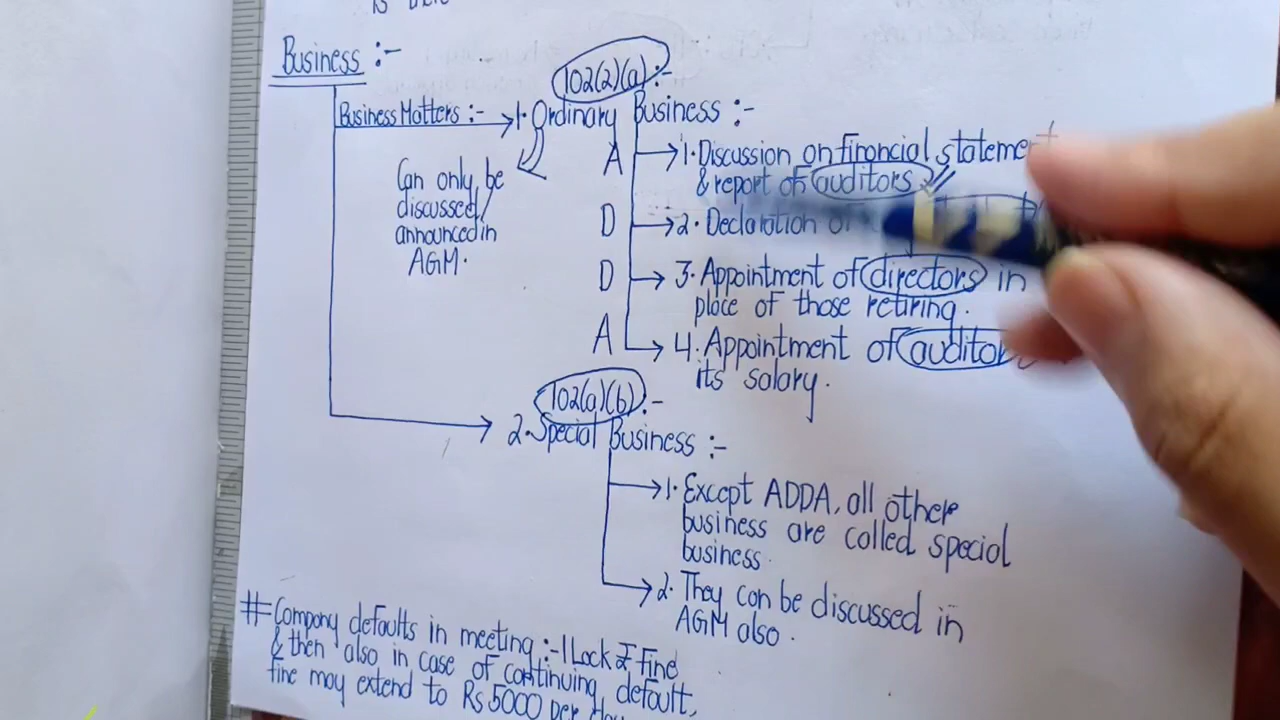 is there
Business :-
102(2)(a) :-
Business Matters :- 1. Ordinary Business :-
Can only be
discussed/
announced in
AGM.
A 1. Discussion on financial statement
& report of auditors
D 2. Declaration of
D 3. Appointment of directors in
place of those retiring.
A 4. Appointment of auditor
its salary.
102(a)(b) :-
2. Special Business :-
1. Except ADDA, all other
business are called special
business.
2. They can be discussed in
AGM also.
# Company defaults in meeting :- 1 Lack ₹ Fine
& then also in case of continuing default,
fine may extend to Rs 5000 per